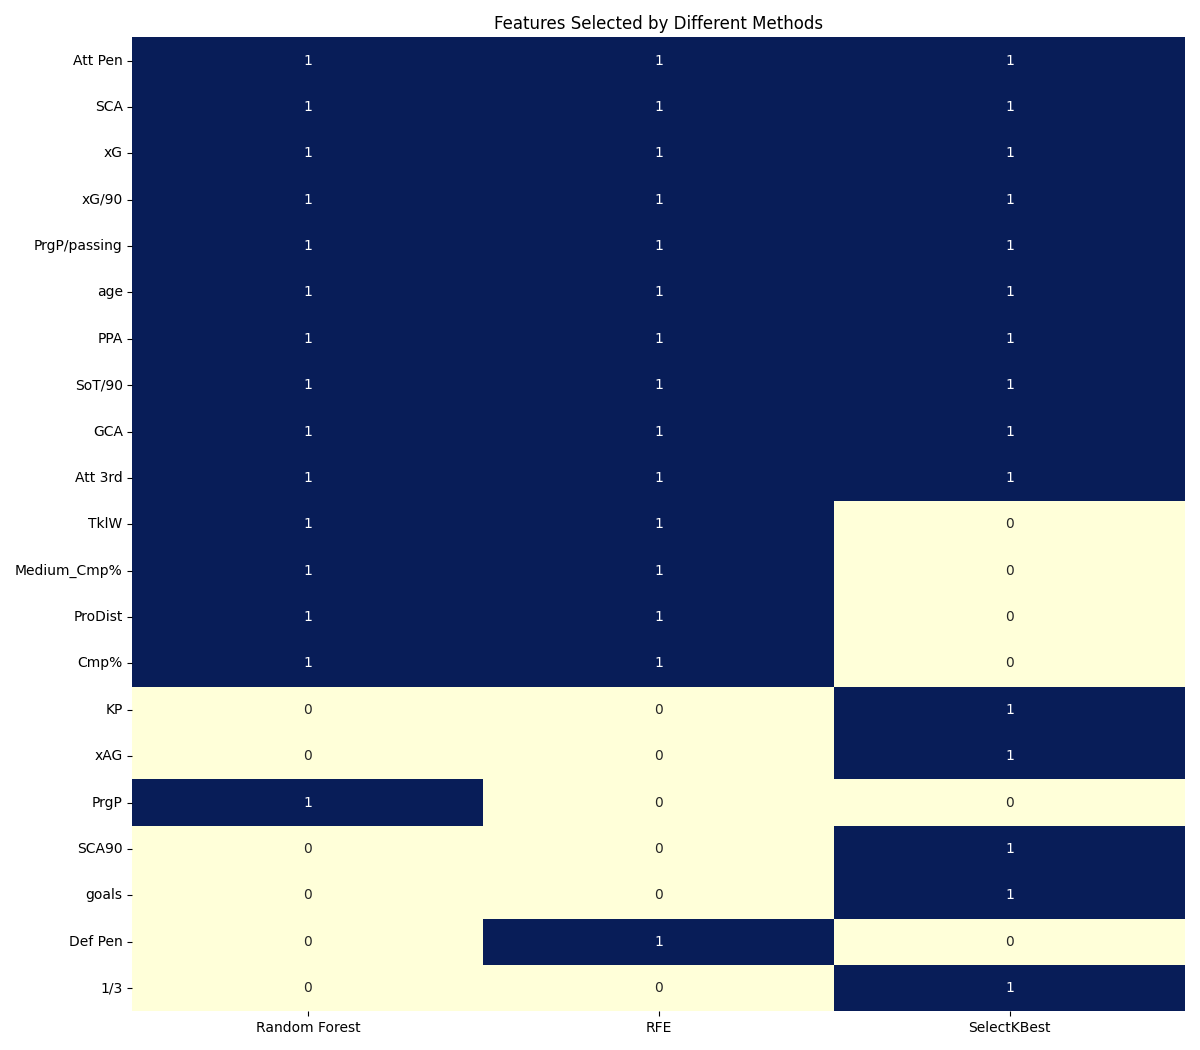 Features Selected by Different Methods
Att Pen 1 1 1
SCA 1 1 1
xG 1 1 1
xG/90 1 1 1
PrgP/passing 1 1 1
age 1 1 1
PPA 1 1 1
SoT/90 1 1 1
GCA 1 1 1
Att 3rd 1 1 1
TklW 1 1 0
Medium_Cmp% 1 1 0
ProDist 1 1 0
Cmp% 1 1 0
KP 0 0 1
xAG 0 0 1
PrgP 1 0 0
SCA90 0 0 1
goals 0 0 1
Def Pen 0 1 0
1/3 0 0 1
Random Forest RFE SelectKBest